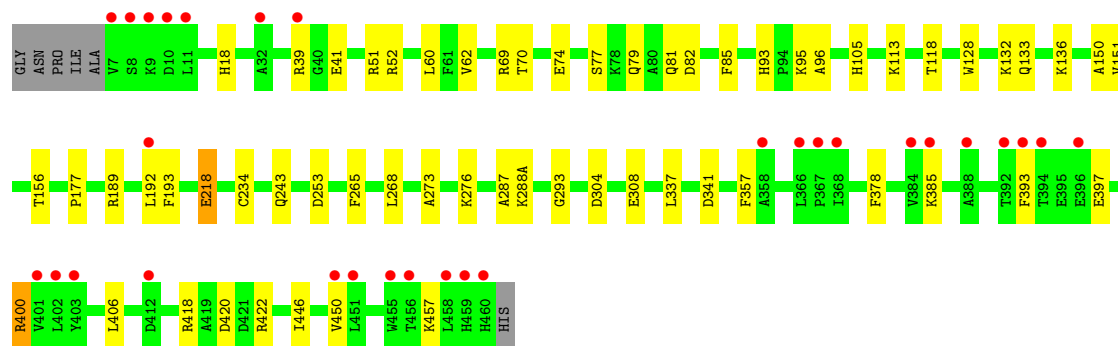 GLY ASN PRO ILE ALA V7 S8 K9 D10 L11 H18 A32 R39 G40 E41 R51 R52 L60 F61 V62 R69 T70 E74 S77 K78 Q79 A80 Q81 D82 F85 H93 P94 K95 A96 H105 K113 T118 W128 K132 Q133 K136 A150 V151
T156 P177 R189 L192 F193 E218 C234 Q243 D253 F265 L268 A273 K276 A287 K288A G293 D304 E308 L337 D341 F357 A358 L366 P367 I368 F378 V384 K385 A388 T392 F393 T394 E395 E396 E397
R400 V401 L402 Y403 L406 D412 R418 A419 D420 D421 R422 I446 V450 L451 W455 T456 K457 L458 H459 H460 HIS